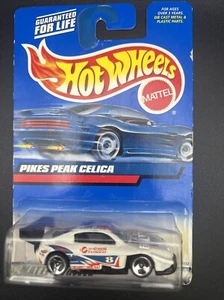 GUARANTEED
FOR LIFE
FOR AGES
OVER 3 YEARS.
DIE CAST METAL &
PLASTIC PARTS.
Hot Wheels
MATTEL
PIKES PEAK CELICA
8